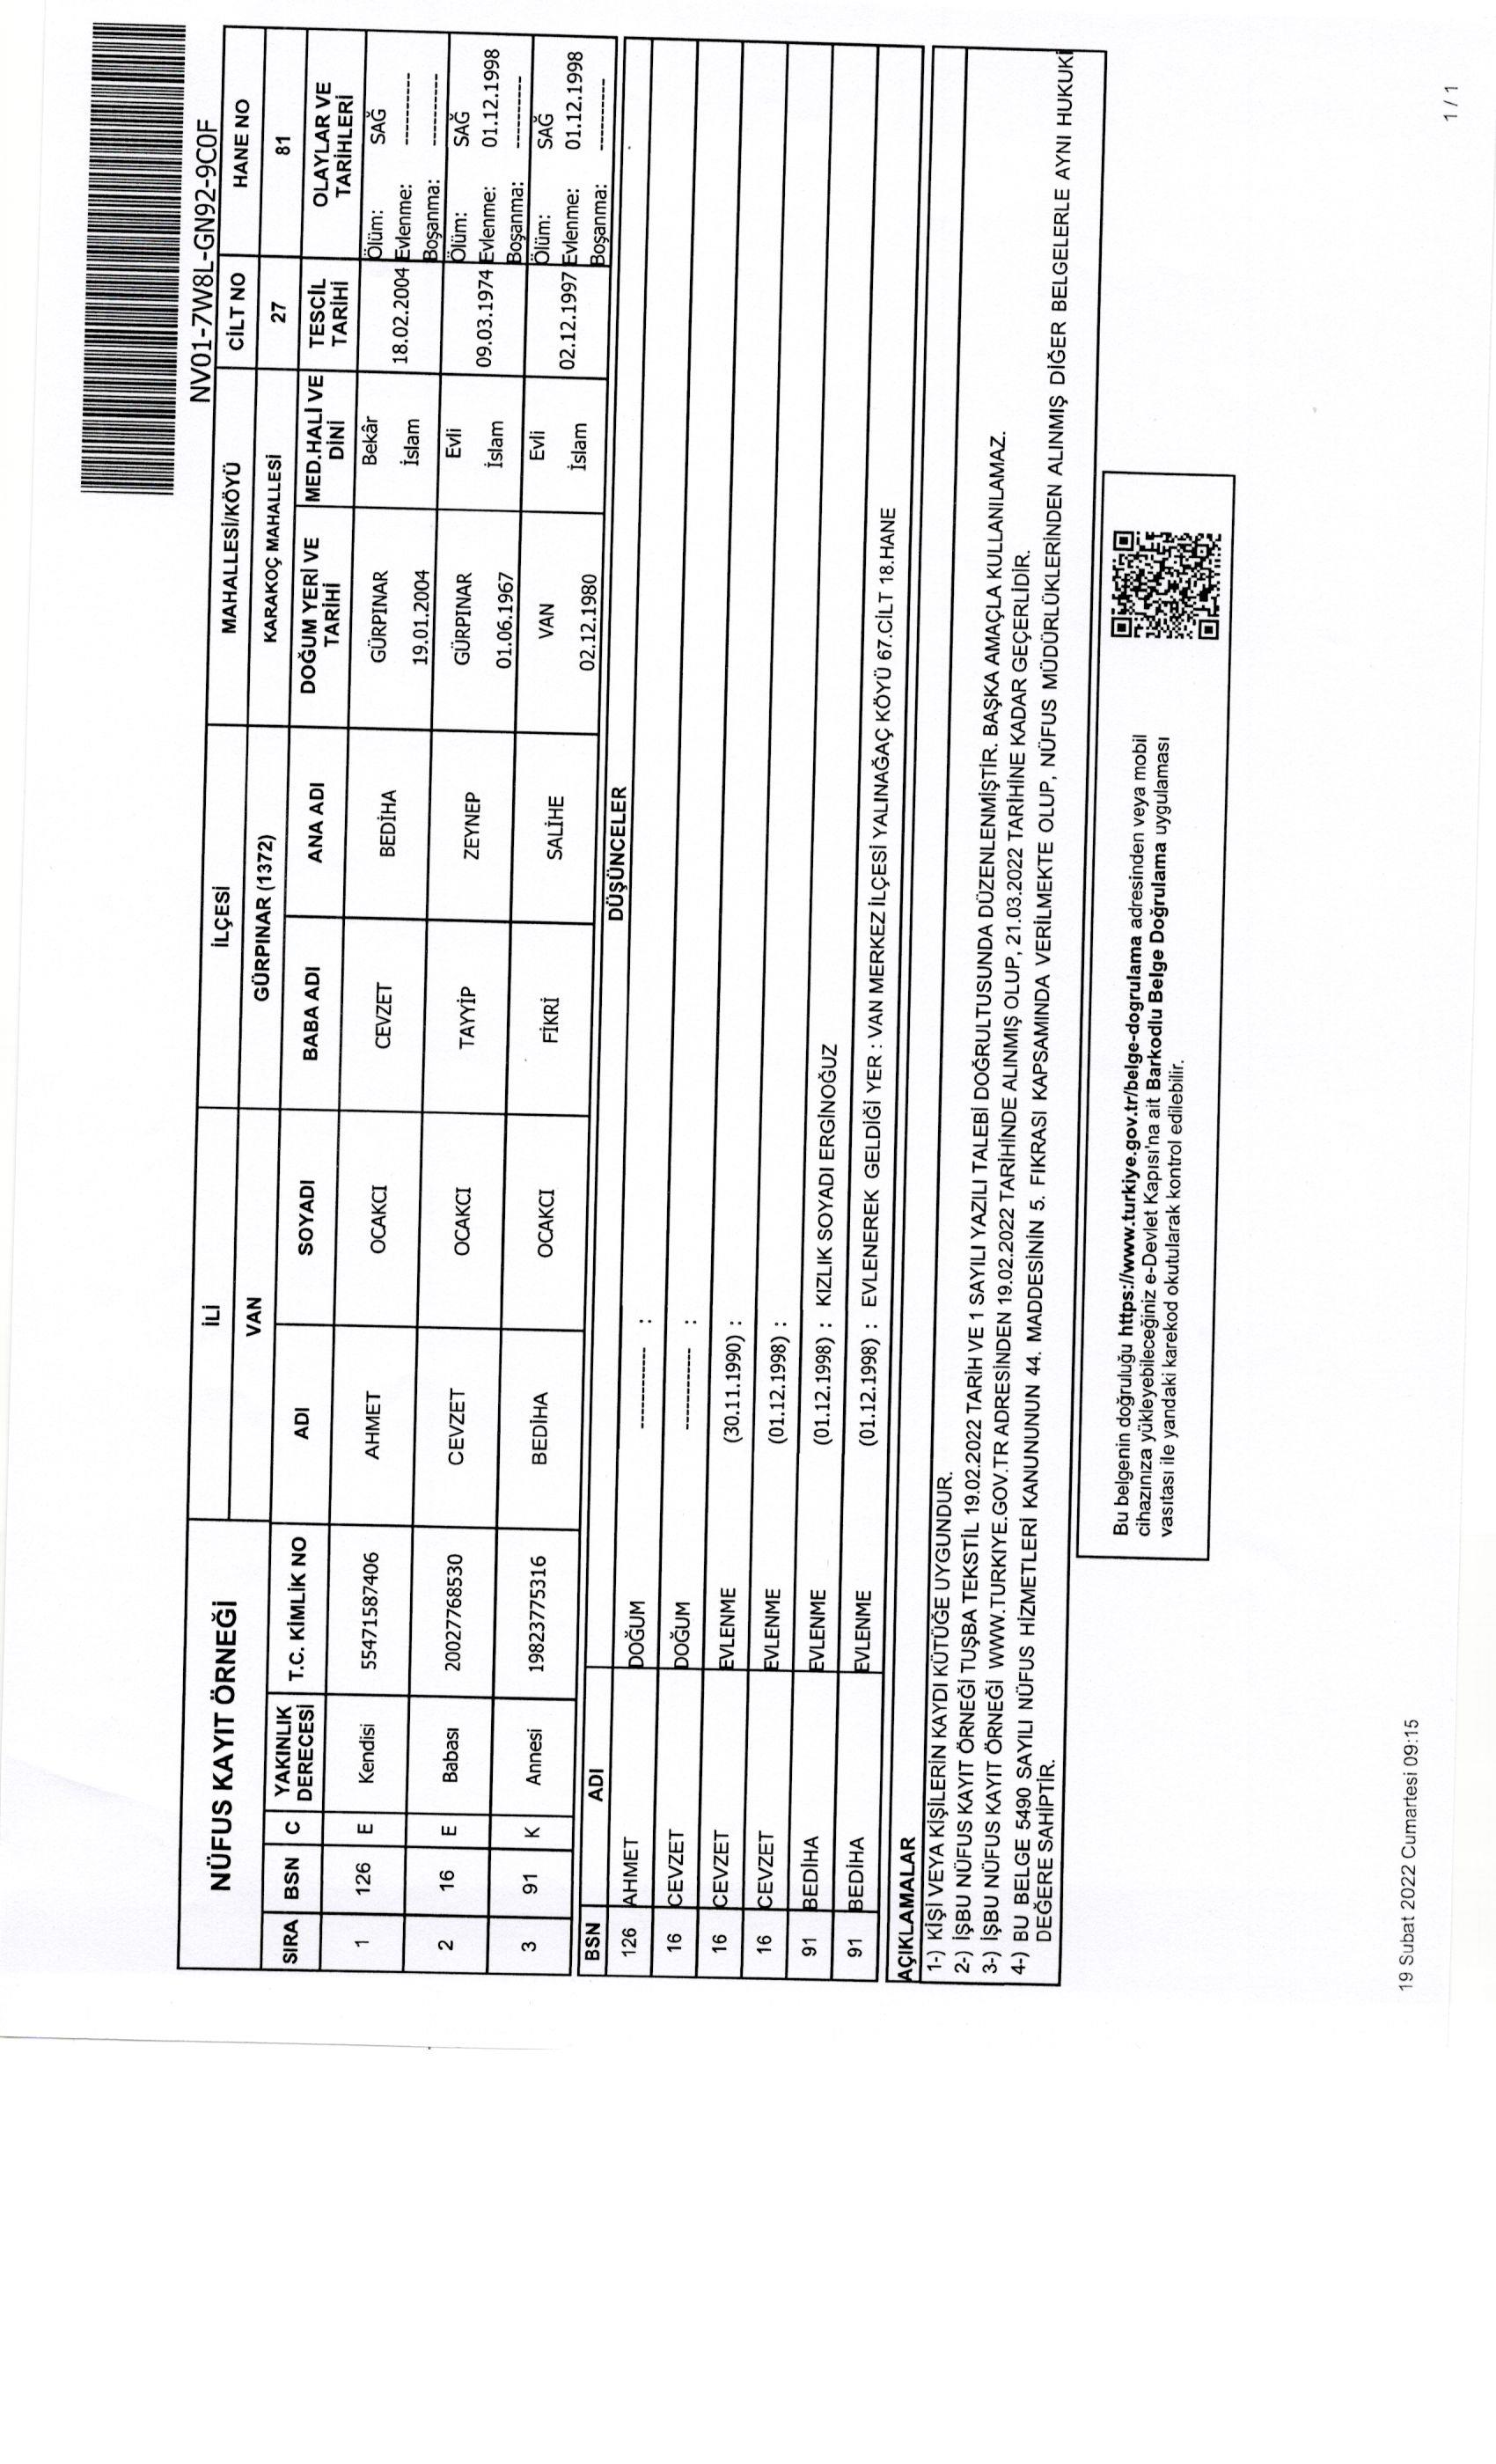 NV01-7W8L-GN92-9C0F
NÜFUS KAYIT ÖRNEĞİ İLİ İLÇESİ MAHALLESİ/KÖYÜ CİLT NO HANE NO
VAN GÜRPINAR (1372) KARAKOÇ MAHALLESİ 27 81
SIRA BSN C YAKINLIK DERECESİ T.C. KİMLİK NO ADI SOYADI BABA ADI ANA ADI DOĞUM YERİ VE TARİHİ MED.HALİ VE DİNİ TESCİL TARİHİ OLAYLAR VE TARİHLERİ
1 126 E Kendisi 55471587406 AHMET OCAKCI CEVZET BEDİHA GÜRPINAR 19.01.2004 Bekâr İslam 18.02.2004 Ölüm: SAĞ Evlenme: ---------- Boşanma: ----------
2 16 E Babası 20027768530 CEVZET OCAKCI TAYYİP ZEYNEP GÜRPINAR 01.06.1967 Evli İslam 09.03.1974 Ölüm: SAĞ Evlenme: 01.12.1998 Boşanma: ----------
3 91 K Annesi 19823775316 BEDİHA OCAKCI FİKRİ SALİHE VAN 02.12.1980 Evli İslam 02.12.1997 Ölüm: SAĞ Evlenme: 01.12.1998 Boşanma: ----------
BSN ADI DÜŞÜNCELER
126 AHMET DOĞUM ------------ :
16 CEVZET DOĞUM ------------ :
16 CEVZET EVLENME (30.11.1990) :
16 CEVZET EVLENME (01.12.1998) :
91 BEDİHA EVLENME (01.12.1998) : KIZLIK SOYADI ERGİNOĞUZ
91 BEDİHA EVLENME (01.12.1998) : EVLENEREK GELDİĞİ YER : VAN MERKEZ İLÇESİ YALINAĞAÇ KÖYÜ 67.CİLT 18.HANE
AÇIKLAMALAR
1-) KİŞİ VEYA KİŞİLERİN KAYDI KÜTÜĞE UYGUNDUR.
2-) İŞBU NÜFUS KAYIT ÖRNEĞİ TUŞBA TEKSTİL 19.02.2022 TARİH VE 1 SAYILI YAZILI TALEBİ DOĞRULTUSUNDA DÜZENLENMİŞTİR. BAŞKA AMAÇLA KULLANILAMAZ.
3-) İŞBU NÜFUS KAYIT ÖRNEĞİ WWW.TURKIYE.GOV.TR ADRESİNDEN 19.02.2022 TARİHİNDE ALINMIŞ OLUP, 21.03.2022 TARİHİNE KADAR GEÇERLİDİR.
4-) BU BELGE 5490 SAYILI NÜFUS HİZMETLERİ KANUNUNUN 44. MADDESİNİN 5. FIKRASI KAPSAMINDA VERİLMEKTE OLUP, NÜFUS MÜDÜRLÜKLERİNDEN ALINMIŞ DİĞER BELGELERLE AYNI HUKUKİ
DEĞERE SAHİPTİR.
Bu belgenin doğruluğu https://www.turkiye.gov.tr/belge-dogrulama adresinden veya mobil
cihazınıza yükleyebileceğiniz e-Devlet Kapısı'na ait Barkodlu Belge Doğrulama uygulaması
vasıtası ile yandaki karekod okutularak kontrol edilebilir.
19 Subat 2022 Cumartesi 09:15
1 / 1